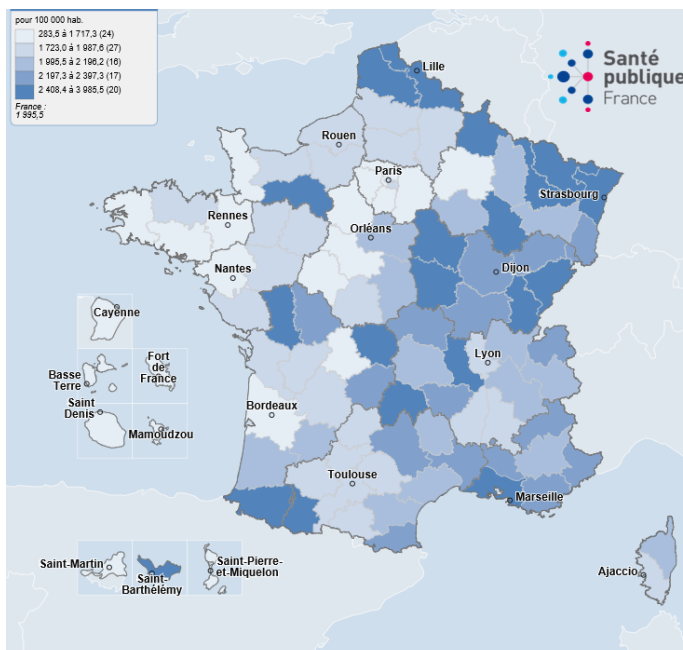 pour 100 000 hab.
283,5 à 1 717,3 (24)
1 723,0 à 1 987,6 (27)
1 995,5 à 2 196,2 (16)
2 197,3 à 2 397,3 (17)
2 408,4 à 3 985,5 (20)
France :
1 995,5
Santé
publique
France
Lille
Rouen
Paris
Strasbourg
Rennes
Orléans
Nantes
Dijon
Cayenne
Lyon
Basse
Terre
Fort
de
France
Saint
Denis
Mamoudzou
Bordeaux
Toulouse
Marseille
Saint-Martin
Saint-
Barthélémy
Saint-Pierre-
et-Miquelon
Ajaccio